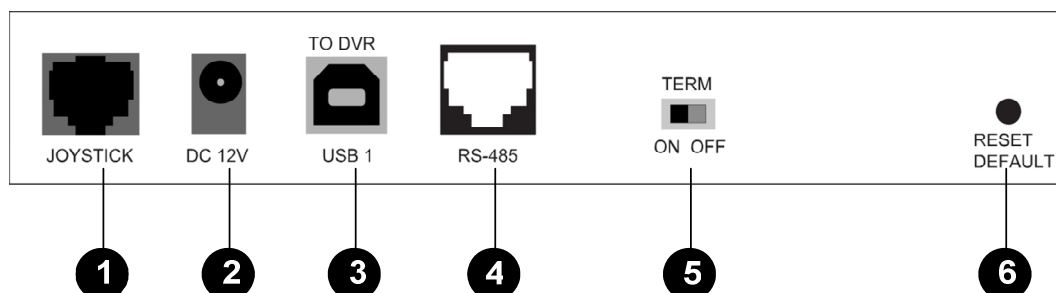 TO DVR
TERM
ON OFF
RESET
DEFAULT
JOYSTICK
DC 12V
USB 1
RS-485
1
2
3
4
5
6